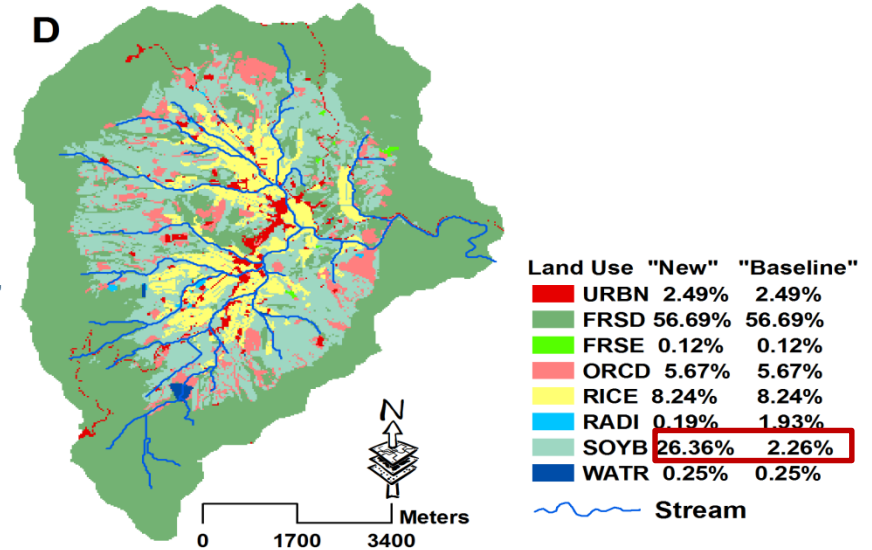 D
Land Use "New" "Baseline"
URBN 2.49% 2.49%
FRSD 56.69% 56.69%
FRSE 0.12% 0.12%
ORCD 5.67% 5.67%
RICE 8.24% 8.24%
RADI 0.19% 1.93%
SOYB 26.36% 2.26%
WATR 0.25% 0.25%
Stream
N
Meters
0 1700 3400